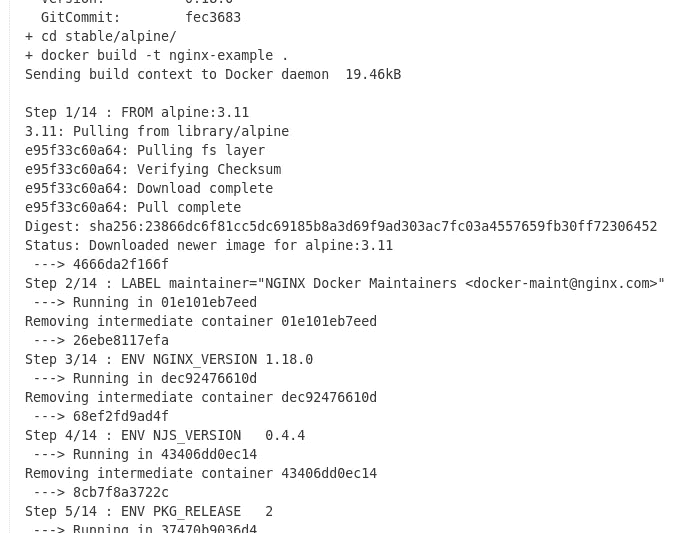 Version: 0.18.0
GitCommit: fec3683
+ cd stable/alpine/
+ docker build -t nginx-example .
Sending build context to Docker daemon  19.46kB
Step 1/14 : FROM alpine:3.11
3.11: Pulling from library/alpine
e95f33c60a64: Pulling fs layer
e95f33c60a64: Verifying Checksum
e95f33c60a64: Download complete
e95f33c60a64: Pull complete
Digest: sha256:23866dc6f81cc5dc69185b8a3d69f9ad303ac7fc03a4557659fb30ff72306452
Status: Downloaded newer image for alpine:3.11
---> 4666da2f166f
Step 2/14 : LABEL maintainer="NGINX Docker Maintainers <docker-maint@nginx.com>"
---> Running in 01e101eb7eed
Removing intermediate container 01e101eb7eed
---> 26ebe8117efa
Step 3/14 : ENV NGINX_VERSION 1.18.0
---> Running in dec92476610d
Removing intermediate container dec92476610d
---> 68ef2fd9ad4f
Step 4/14 : ENV NJS_VERSION   0.4.4
---> Running in 43406dd0ec14
Removing intermediate container 43406dd0ec14
---> 8cb7f8a3722c
Step 5/14 : ENV PKG_RELEASE   2
---> Running in 37470b9036d4